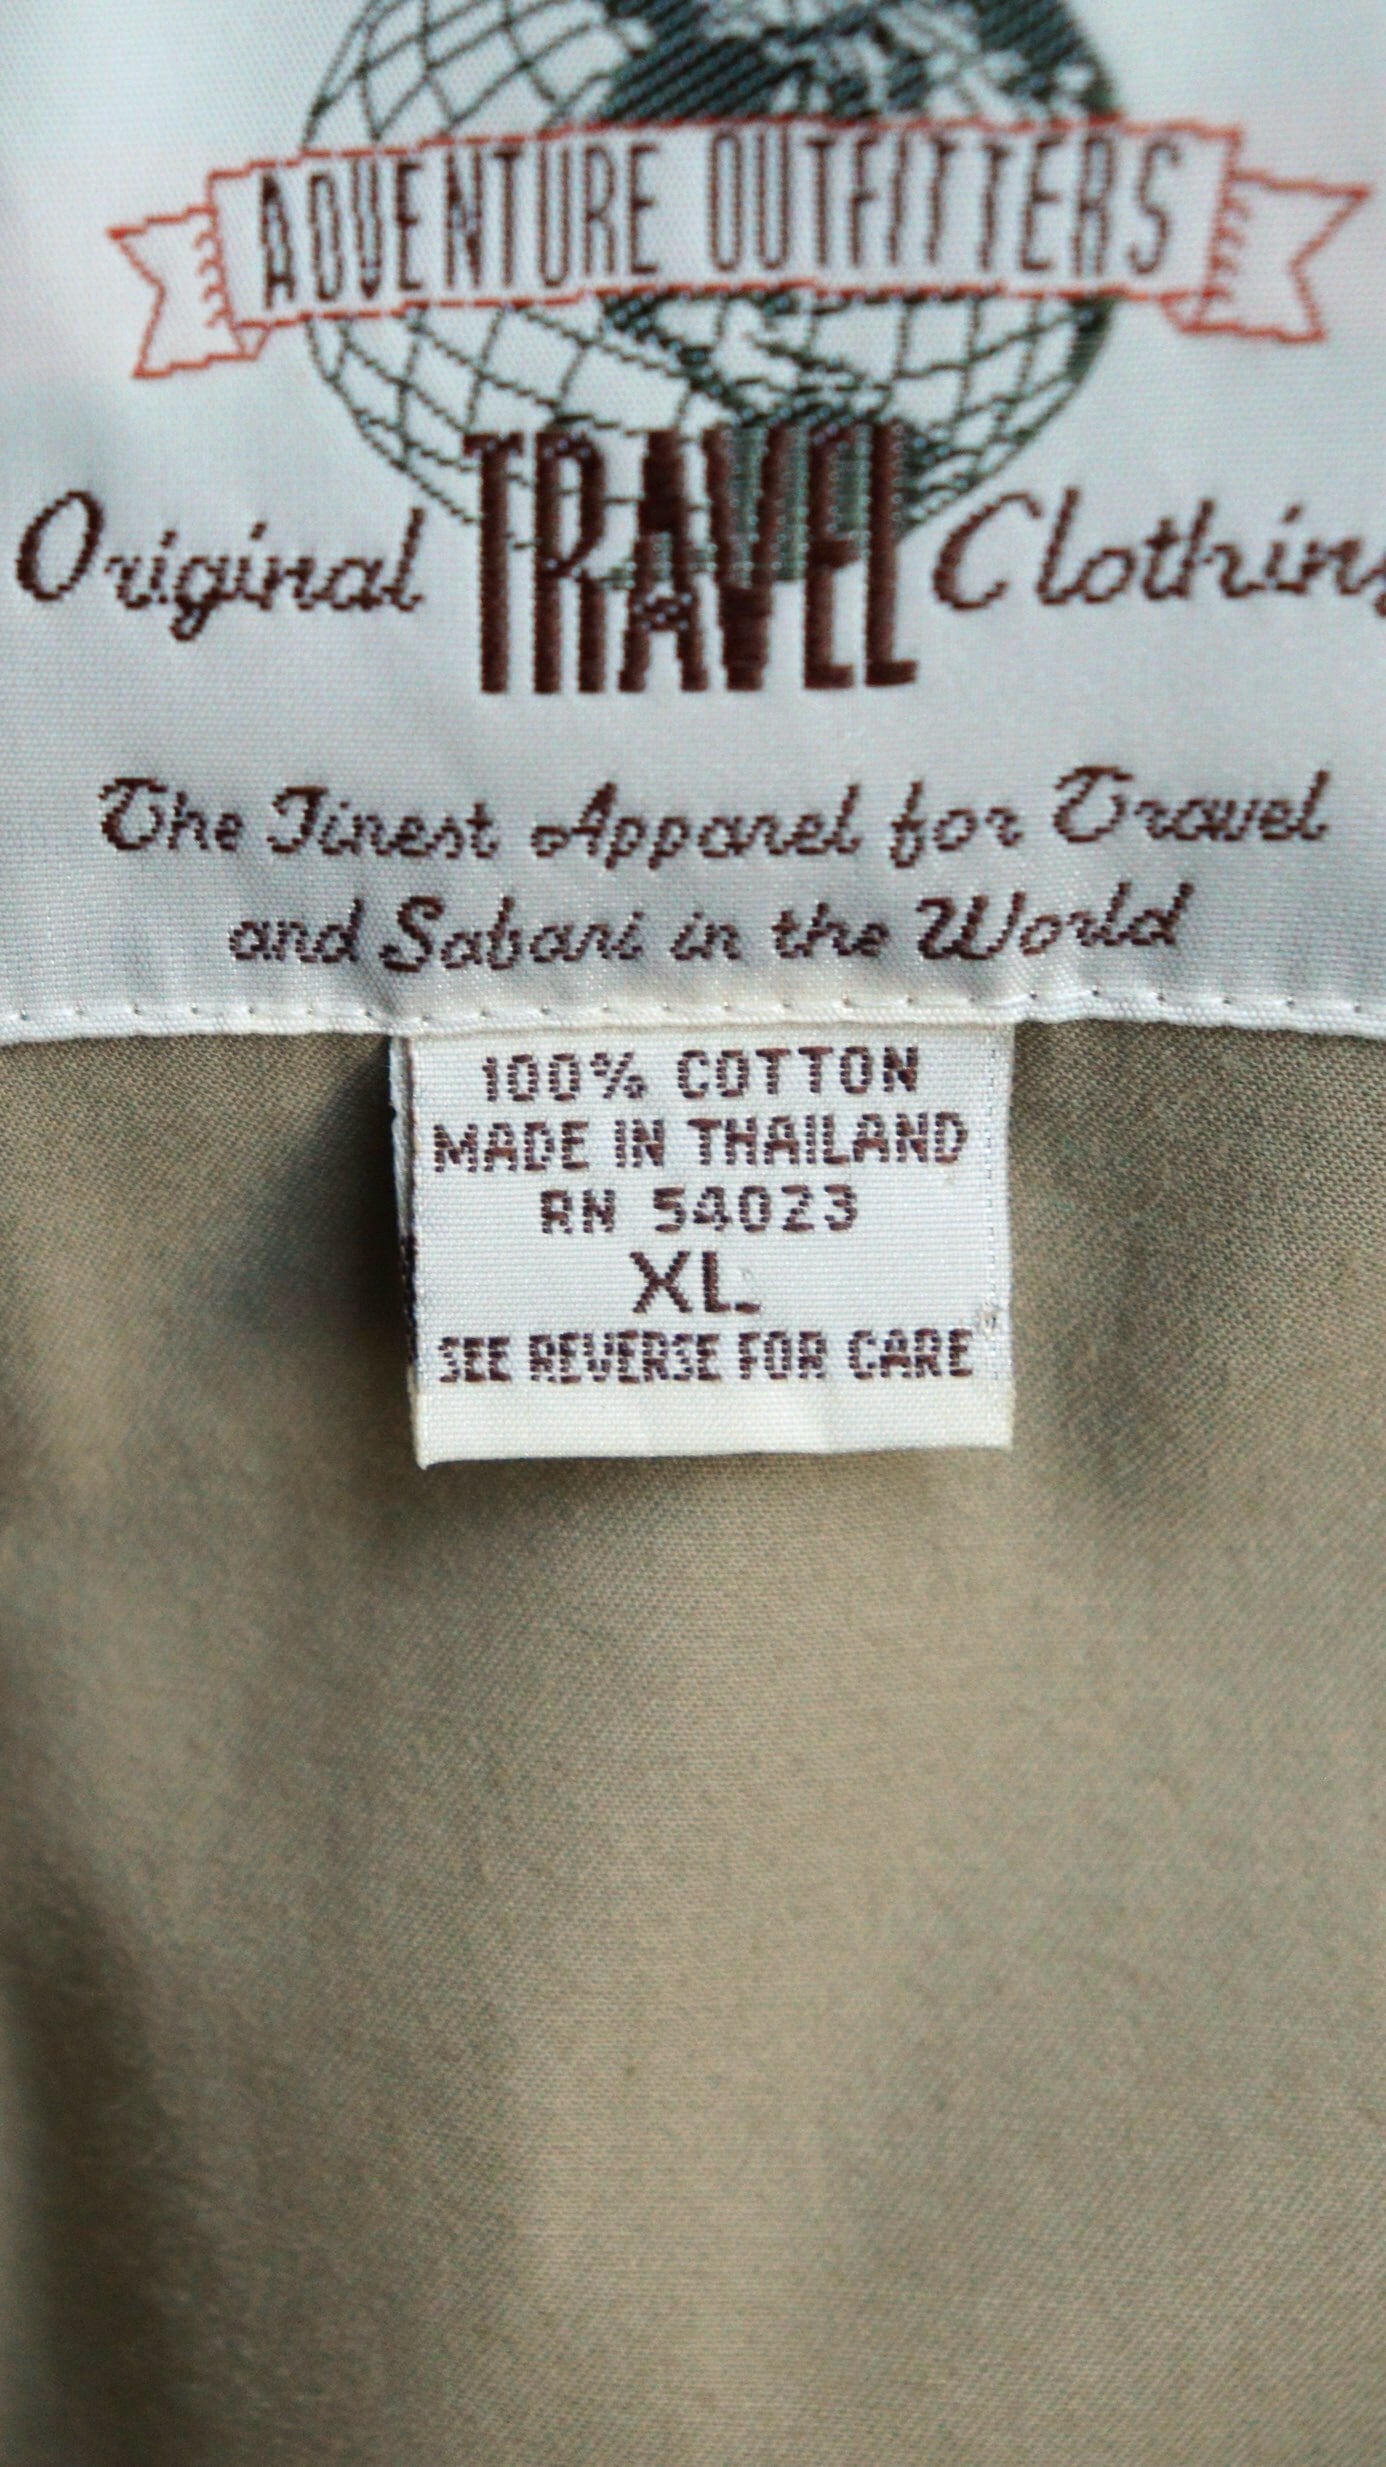 ADVENTURE OUTFITTERS
Original TRAVEL Clothing
The Finest Apparel for Travel
and Safari in the World
100% COTTON
MADE IN THAILAND
RN 54023
XL
SEE REVERSE FOR CARE